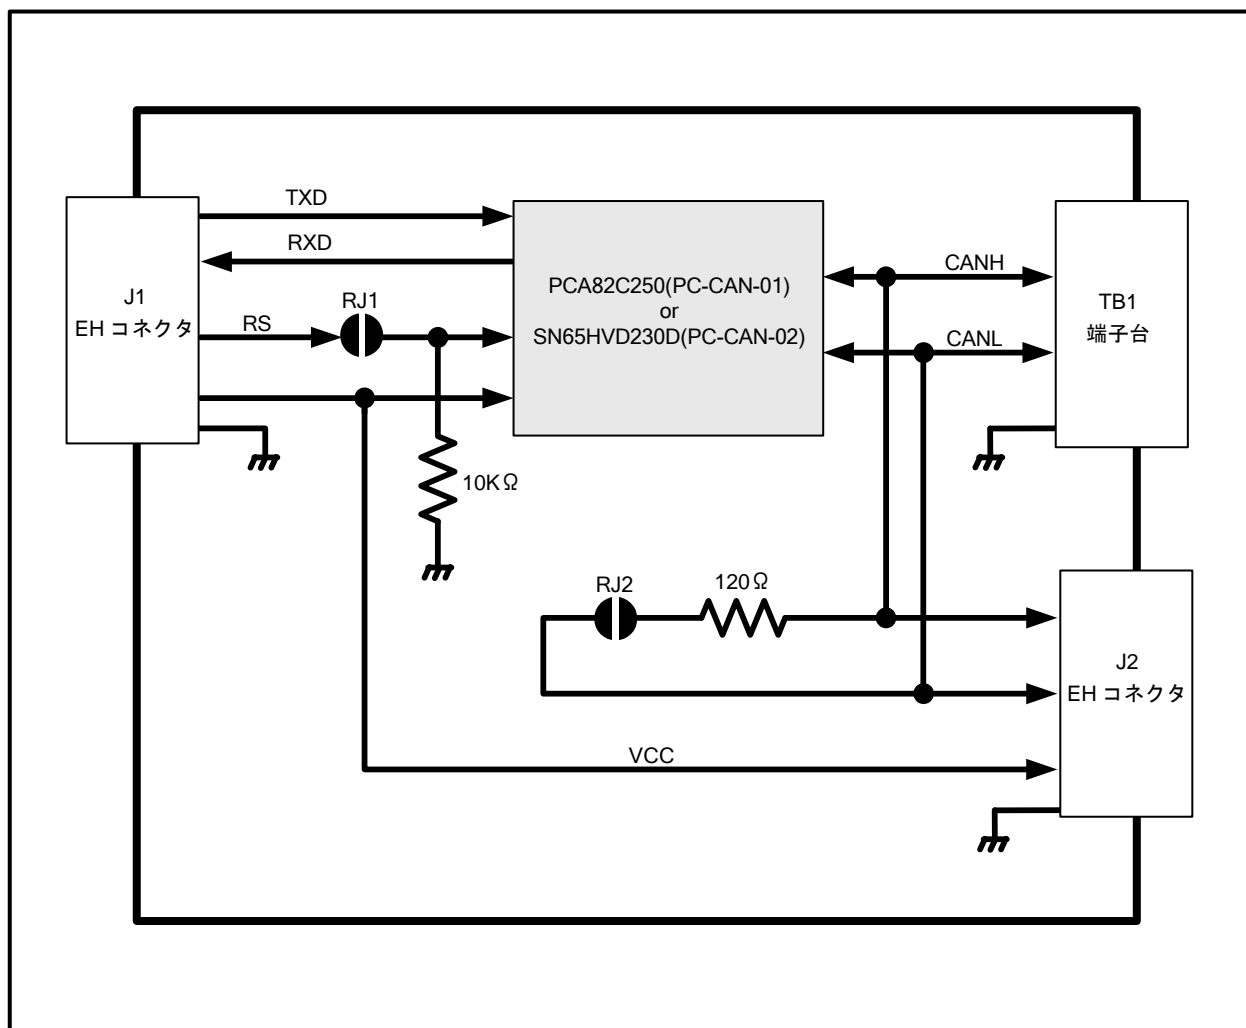 TXD
RXD
J1
EH コネクタ
RS
RJ1
PCA82C250(PC-CAN-01)
or
SN65HVD230D(PC-CAN-02)
CANH
CANL
TB1
端子台
10KΩ
RJ2
120Ω
J2
EH コネクタ
VCC